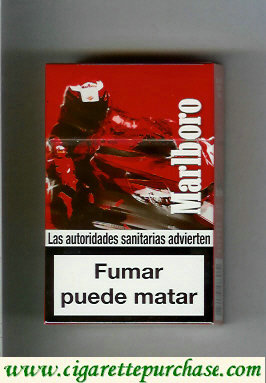 Marlboro
Las autoridades sanitarias advierten
Fumar
puede matar
www.cigarettepurchase.com